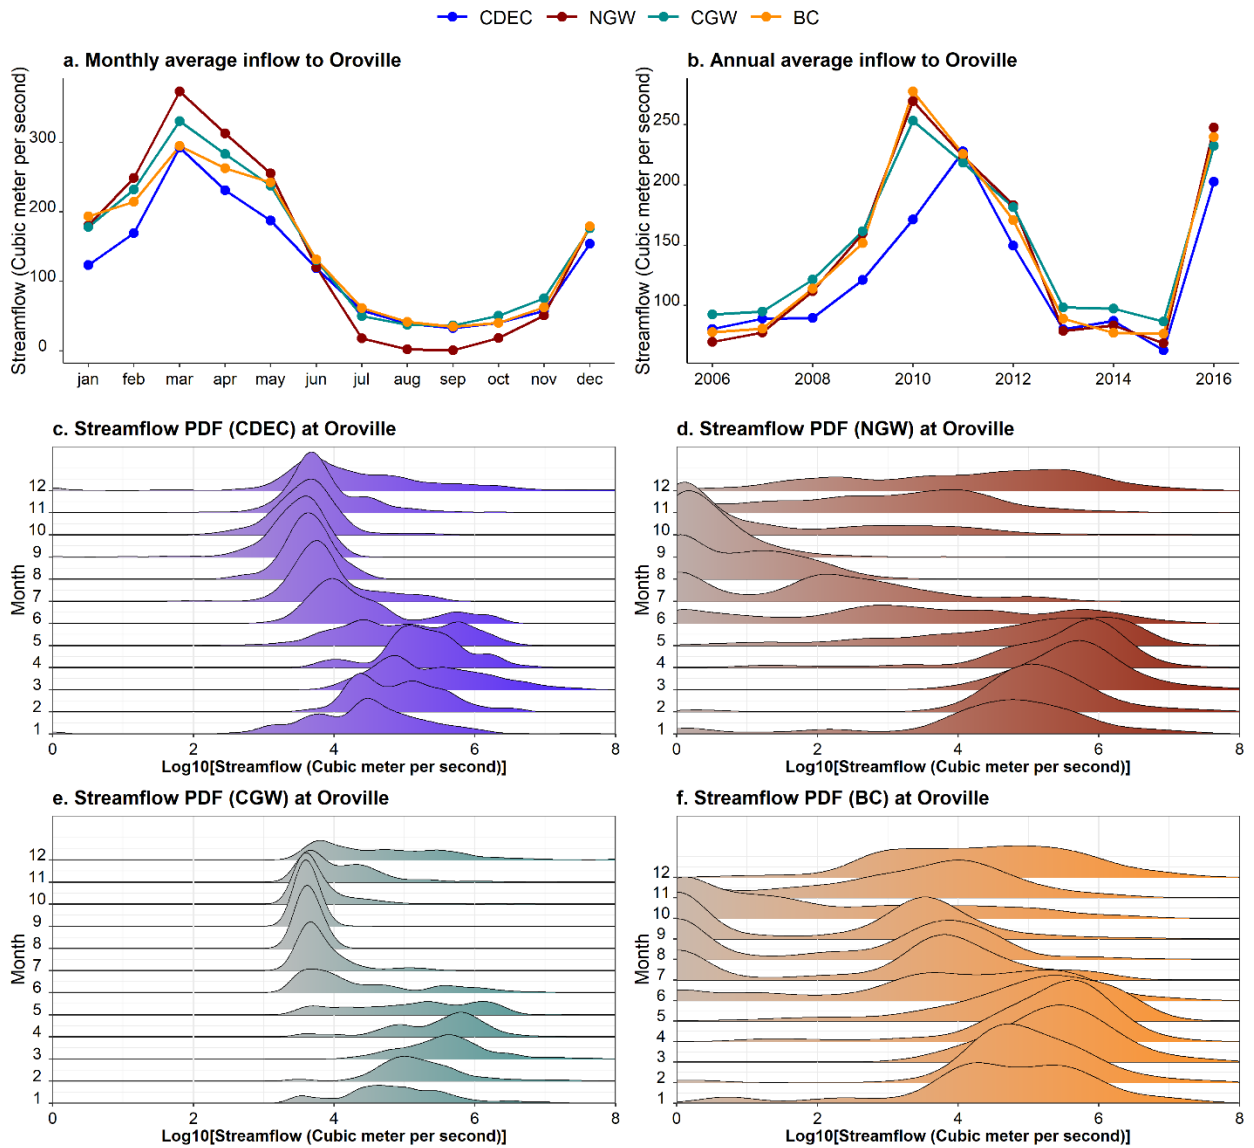 CDEC NGW CGW BC
a. Monthly average inflow to Oroville
Streamflow (Cubic meter per second)
300
200
100
0
jan feb mar apr may jun jul aug sep oct nov dec
b. Annual average inflow to Oroville
Streamflow (Cubic meter per second)
250
200
150
100
2006 2008 2010 2012 2014 2016
c. Streamflow PDF (CDEC) at Oroville
Month
12
11
10
9
8
7
6
5
4
3
2
1
0 2 4 6 8
Log10[Streamflow (Cubic meter per second)]
d. Streamflow PDF (NGW) at Oroville
Month
12
11
10
9
8
7
6
5
4
3
2
1
0 2 4 6 8
Log10[Streamflow (Cubic meter per second)]
e. Streamflow PDF (CGW) at Oroville
Month
12
11
10
9
8
7
6
5
4
3
2
1
0 2 4 6 8
Log10[Streamflow (Cubic meter per second)]
f. Streamflow PDF (BC) at Oroville
Month
12
11
10
9
8
7
6
5
4
3
2
1
0 2 4 6 8
Log10[Streamflow (Cubic meter per second)]